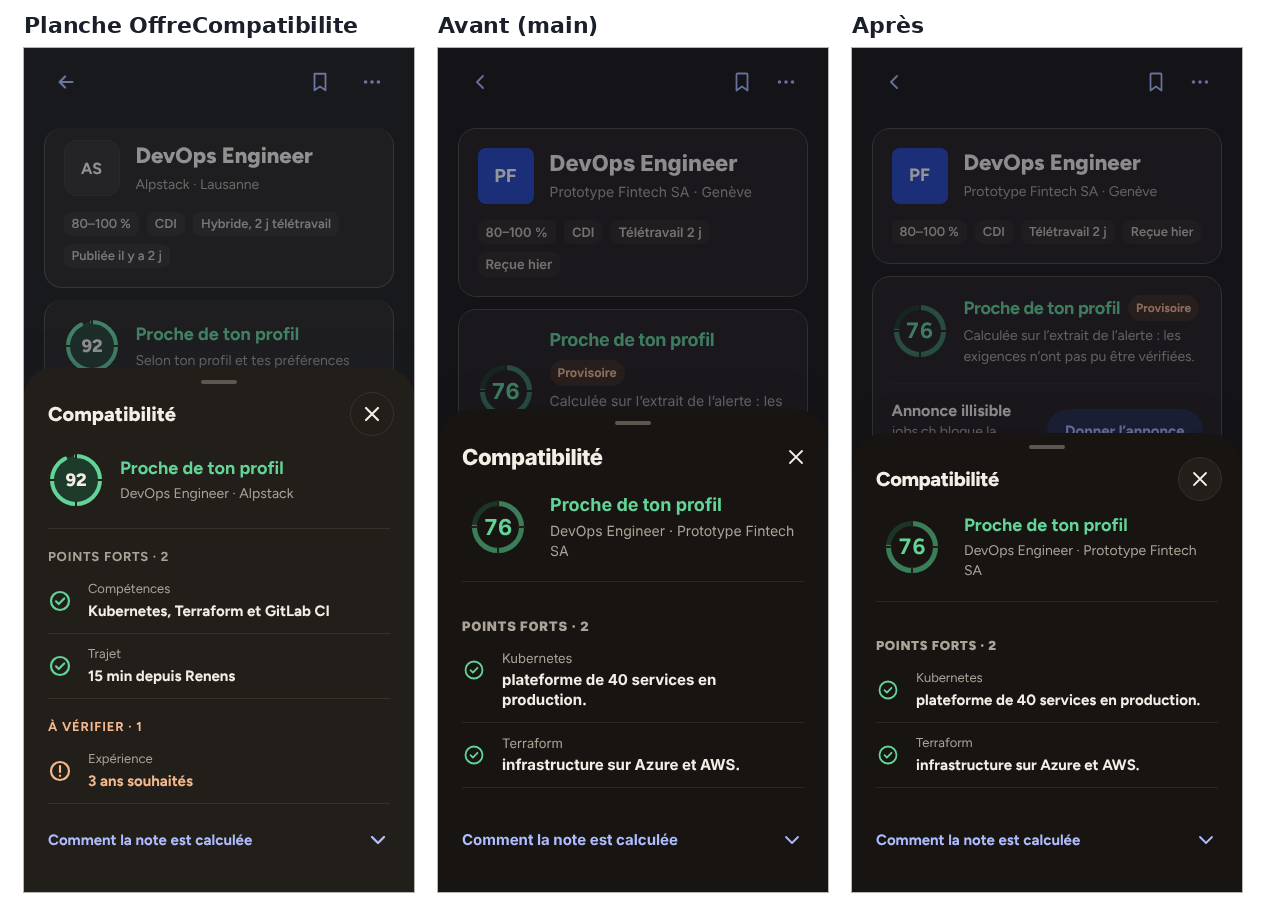 Planche OffreCompatibilite
AS
DevOps Engineer
Alpstack · Lausanne
80–100 %
CDI
Hybride, 2 j télétravail
Publiée il y a 2 j
92
Proche de ton profil
Selon ton profil et tes préférences
Compatibilité
92
Proche de ton profil
DevOps Engineer · Alpstack
POINTS FORTS · 2
Compétences
Kubernetes, Terraform et GitLab CI
Trajet
15 min depuis Renens
À VÉRIFIER · 1
Expérience
3 ans souhaités
Comment la note est calculée
Avant (main)
PF
DevOps Engineer
Prototype Fintech SA · Genève
80–100 %
CDI
Télétravail 2 j
Reçue hier
Proche de ton profil
Provisoire
76
Calculée sur l’extrait de l’alerte : les
Compatibilité
76
Proche de ton profil
DevOps Engineer · Prototype Fintech
SA
POINTS FORTS · 2
Kubernetes
plateforme de 40 services en
production.
Terraform
infrastructure sur Azure et AWS.
Comment la note est calculée
Après
PF
DevOps Engineer
Prototype Fintech SA · Genève
80–100 %
CDI
Télétravail 2 j
Reçue hier
76
Proche de ton profil
Provisoire
Calculée sur l’extrait de l’alerte : les
exigences n’ont pas pu être vérifiées.
Annonce illisible
jobs.ch bloque la
Donner l’annonce
Compatibilité
76
Proche de ton profil
DevOps Engineer · Prototype Fintech
SA
POINTS FORTS · 2
Kubernetes
plateforme de 40 services en production.
Terraform
infrastructure sur Azure et AWS.
Comment la note est calculée